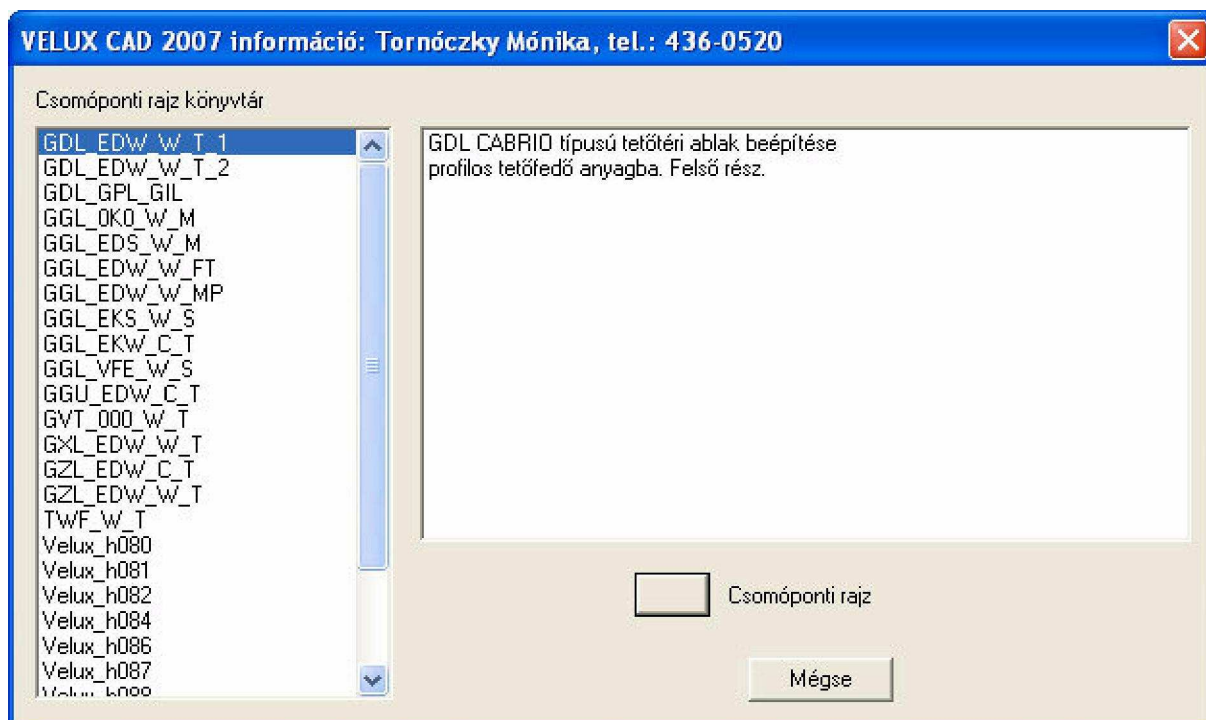 VELUX CAD 2007 információ: Tornóczky Mónika, tel.: 436-0520
Csomóponti rajz könyvtár
GDL_EDW_W_T_1
GDL_EDW_W_T_2
GDL_GPL_GIL
GGL_0K0_W_M
GGL_EDS_W_M
GGL_EDW_W_FT
GGL_EDW_W_MP
GGL_EKS_W_S
GGL_EKW_C_T
GGL_VFE_W_S
GGU_EDW_C_T
GVT_000_W_T
GXL_EDW_W_T
GZL_EDW_C_T
GZL_EDW_W_T
TWF_W_T
Velux_h080
Velux_h081
Velux_h082
Velux_h084
Velux_h086
Velux_h087
Velux_h088
GDL CABRIO típusú tetőtéri ablak beépítése
profilos tetőfedő anyagba. Felső rész.
Csomóponti rajz
Mégse